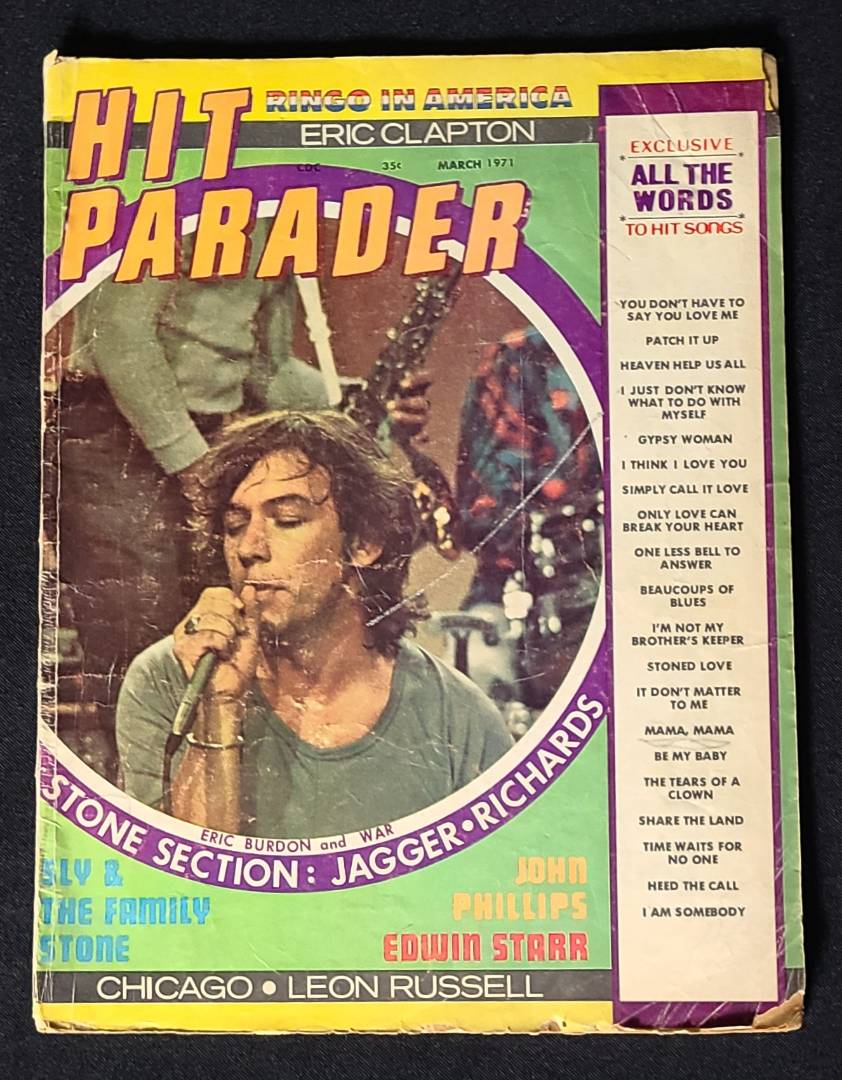 RINGO IN AMERICA
ERIC CLAPTON
CDC 35¢ MARCH 1971
HIT
PARADER
ERIC BURDON and WAR
STONE SECTION: JAGGER • RICHARDS
SLY &
THE FAMILY
STONE
JOHN
PHILLIPS
EDWIN STARR
CHICAGO • LEON RUSSELL
EXCLUSIVE
* ALL THE *
WORDS
* TO HIT SONGS *
YOU DON'T HAVE TO
SAY YOU LOVE ME
PATCH IT UP
HEAVEN HELP US ALL
I JUST DON'T KNOW
WHAT TO DO WITH
MYSELF
GYPSY WOMAN
I THINK I LOVE YOU
SIMPLY CALL IT LOVE
ONLY LOVE CAN
BREAK YOUR HEART
ONE LESS BELL TO
ANSWER
BEAUCOUPS OF
BLUES
I'M NOT MY
BROTHER'S KEEPER
STONED LOVE
IT DON'T MATTER
TO ME
MAMA, MAMA
BE MY BABY
THE TEARS OF A
CLOWN
SHARE THE LAND
TIME WAITS FOR
NO ONE
HEED THE CALL
I AM SOMEBODY